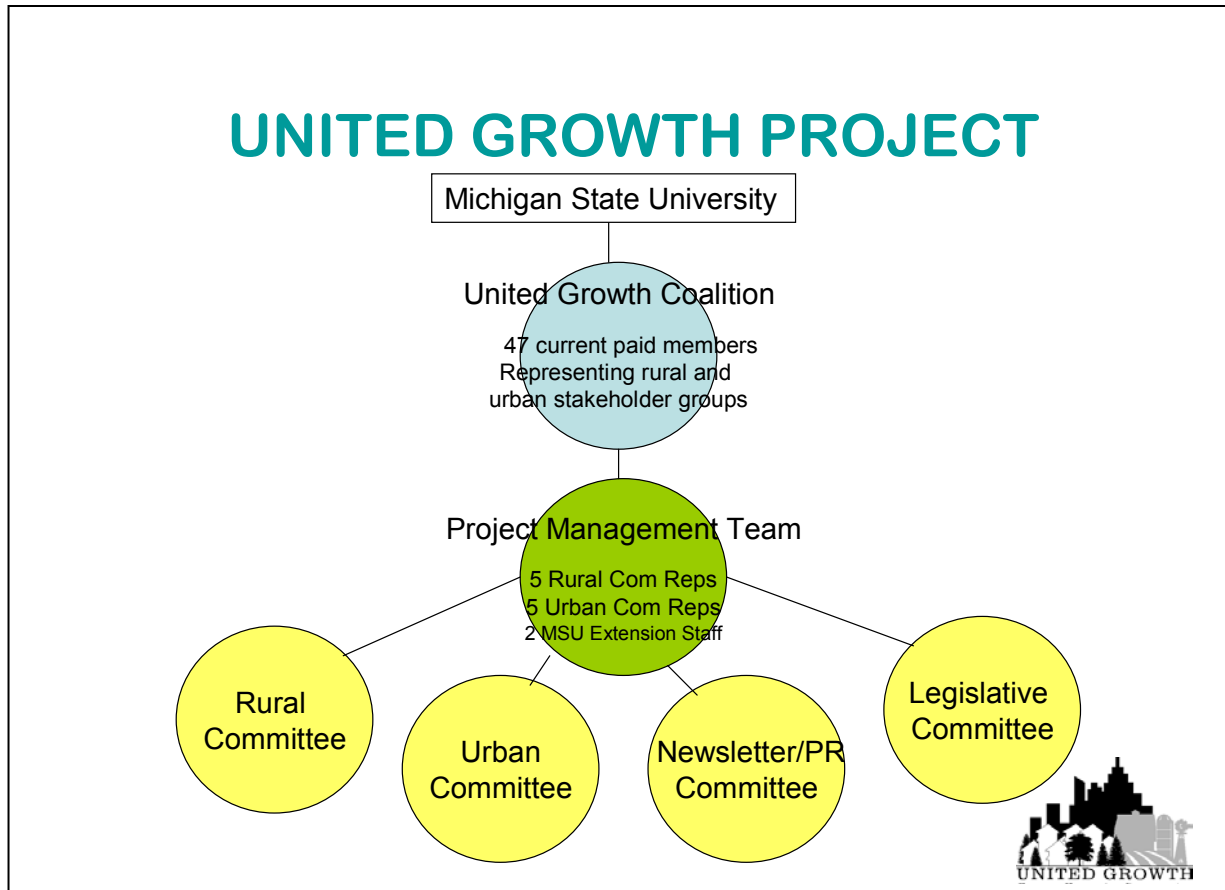 UNITED GROWTH PROJECT
Michigan State University
United Growth Coalition
47 current paid members
Representing rural and
urban stakeholder groups
Project Management Team
5 Rural Com Reps
5 Urban Com Reps
2 MSU Extension Staff
Rural
Committee
Urban
Committee
Newsletter/PR
Committee
Legislative
Committee
UNITED GROWTH